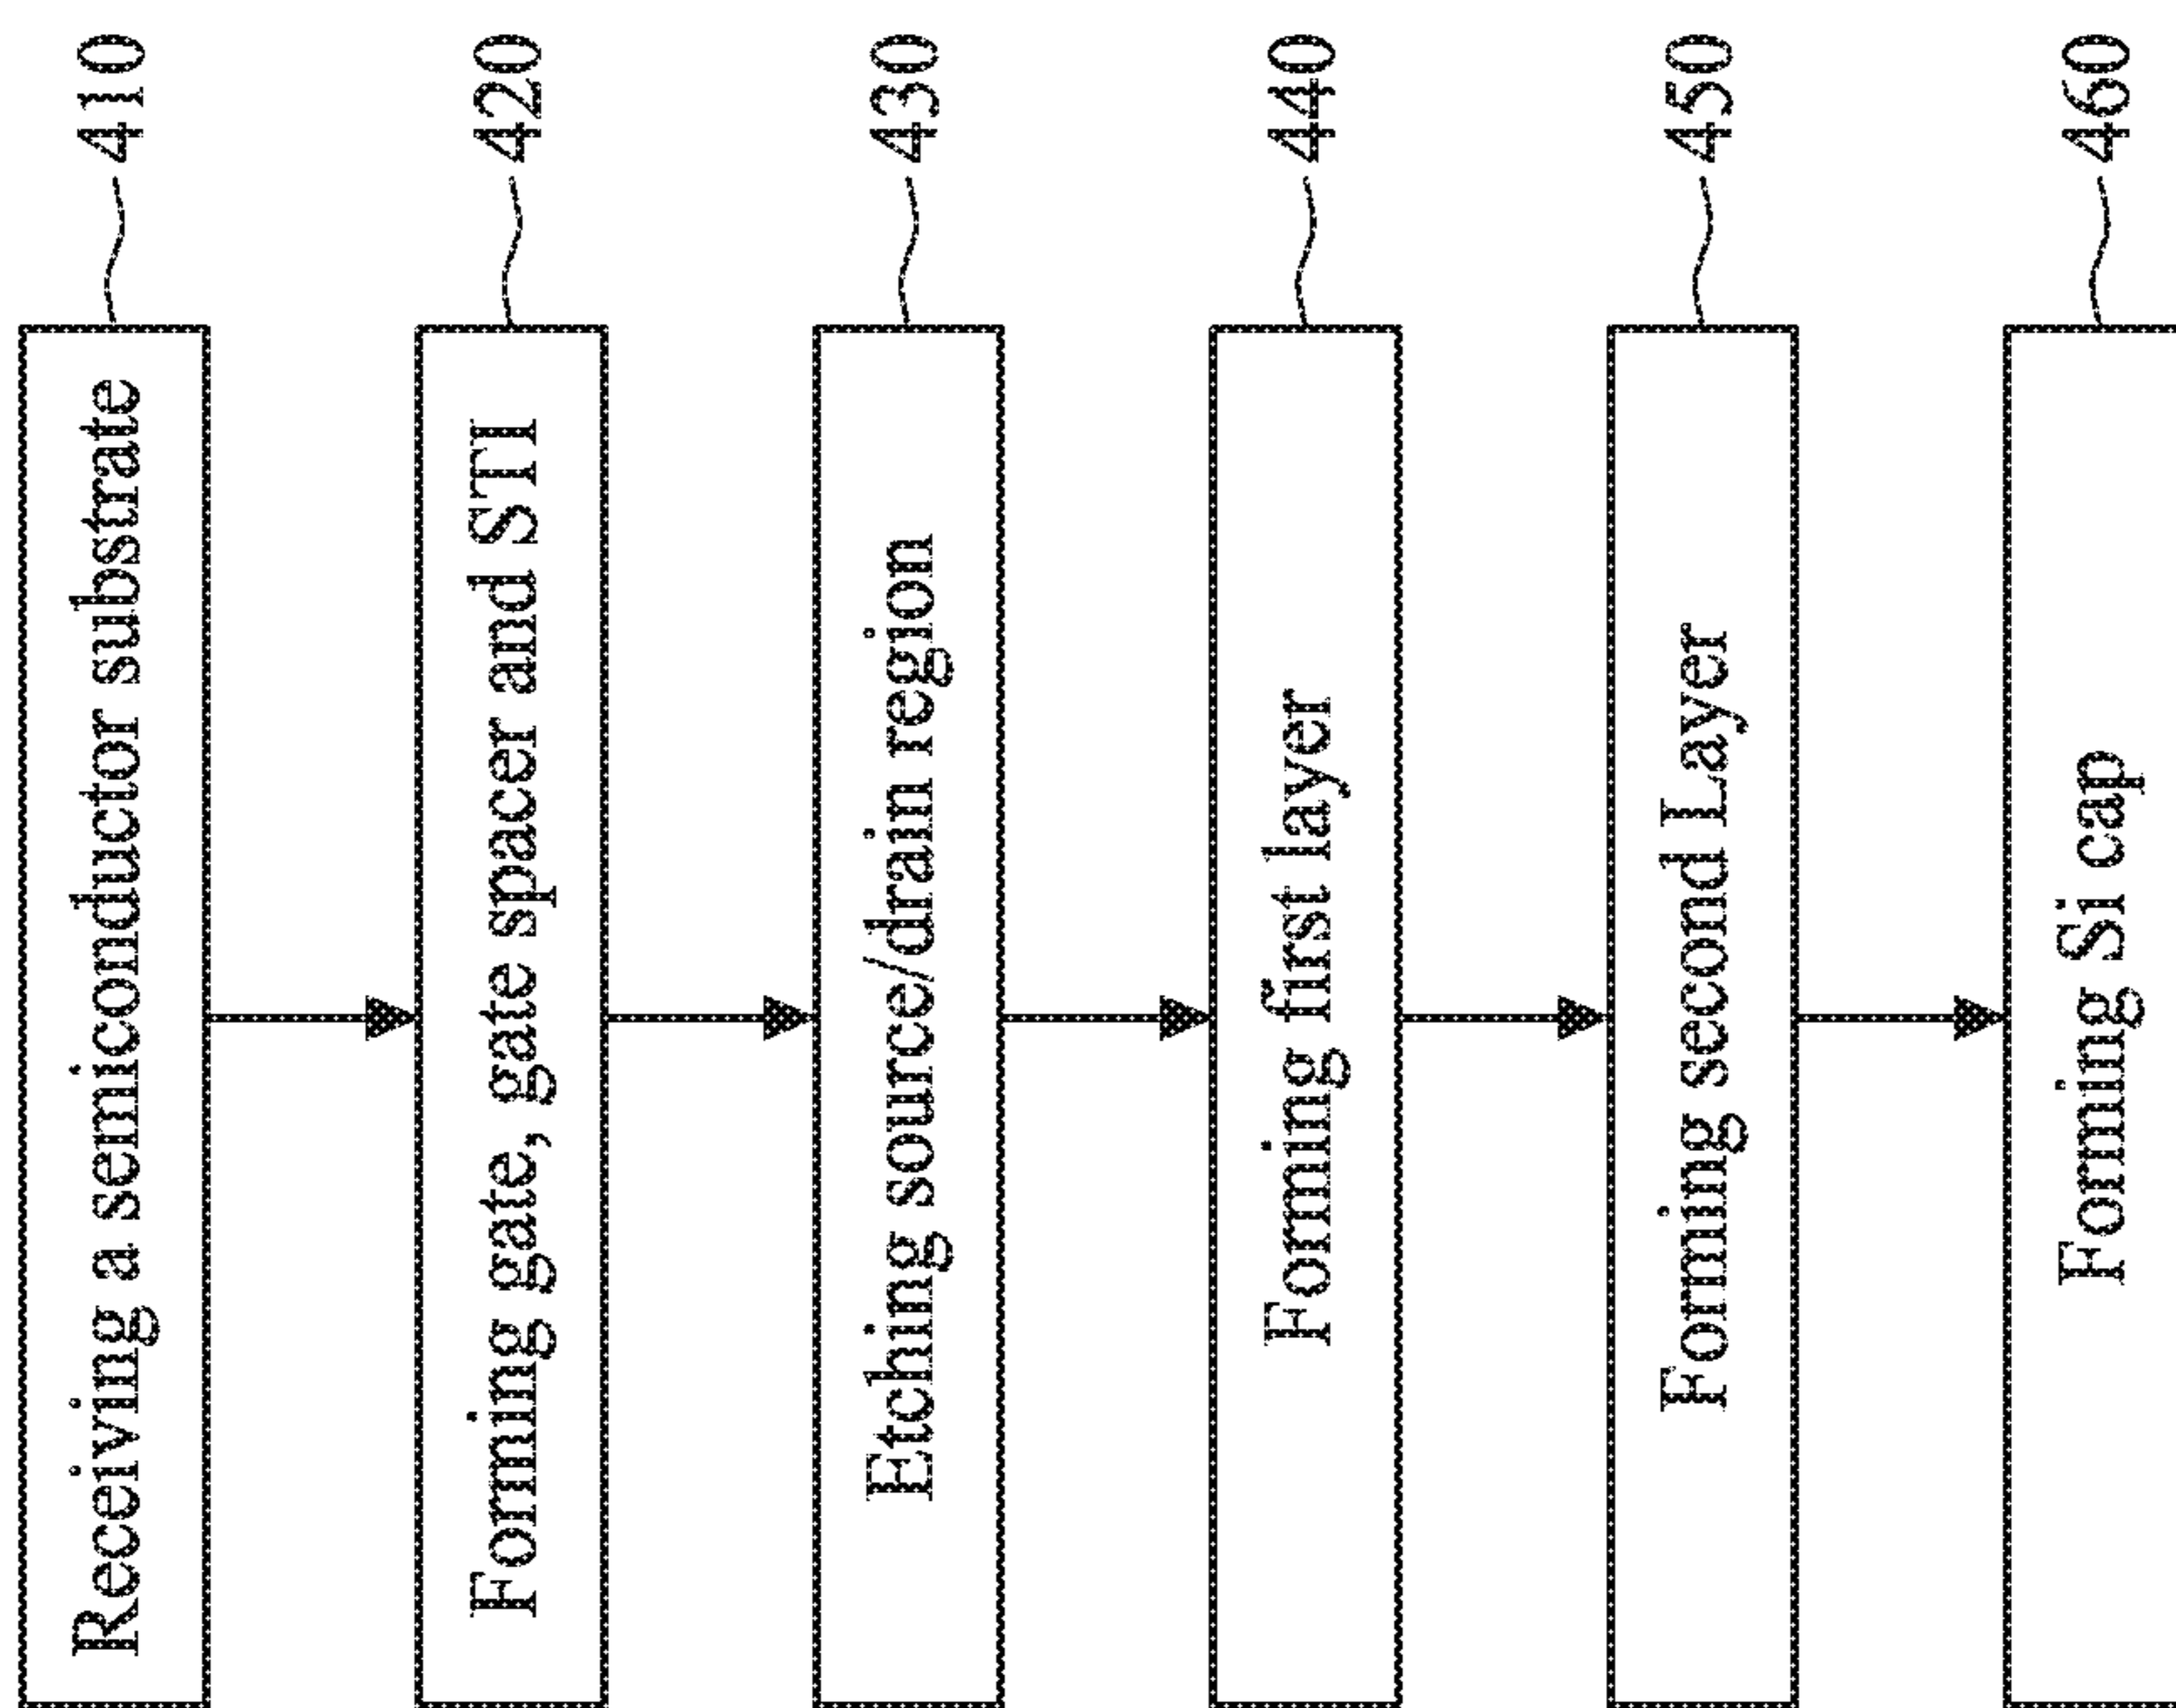 Receiving a semiconductor substrate
410
Forming gate, gate spacer and STI
420
Etching source/drain region
430
Forming first layer
440
Forming second Layer
450
Forming Si cap
460